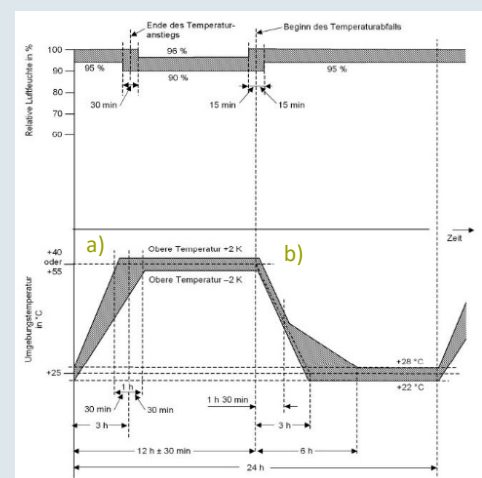 Ende des Temperatur-
anstiegs
Beginn des Temperaturabfalls
Relative Luftfeuchte in %
100
95 %
90
80
70
60
96 %
90 %
95 %
30 min
15 min
15 min
Zeit
a)
b)
Umgebungstemperatur
in °C
+40
oder
+55
+25
Obere Temperatur +2 K
Obere Temperatur –2 K
+28 °C
+22 °C
1 h
30 min
30 min
1 h 30 min
3 h
3 h
12 h ± 30 min
6 h
24 h